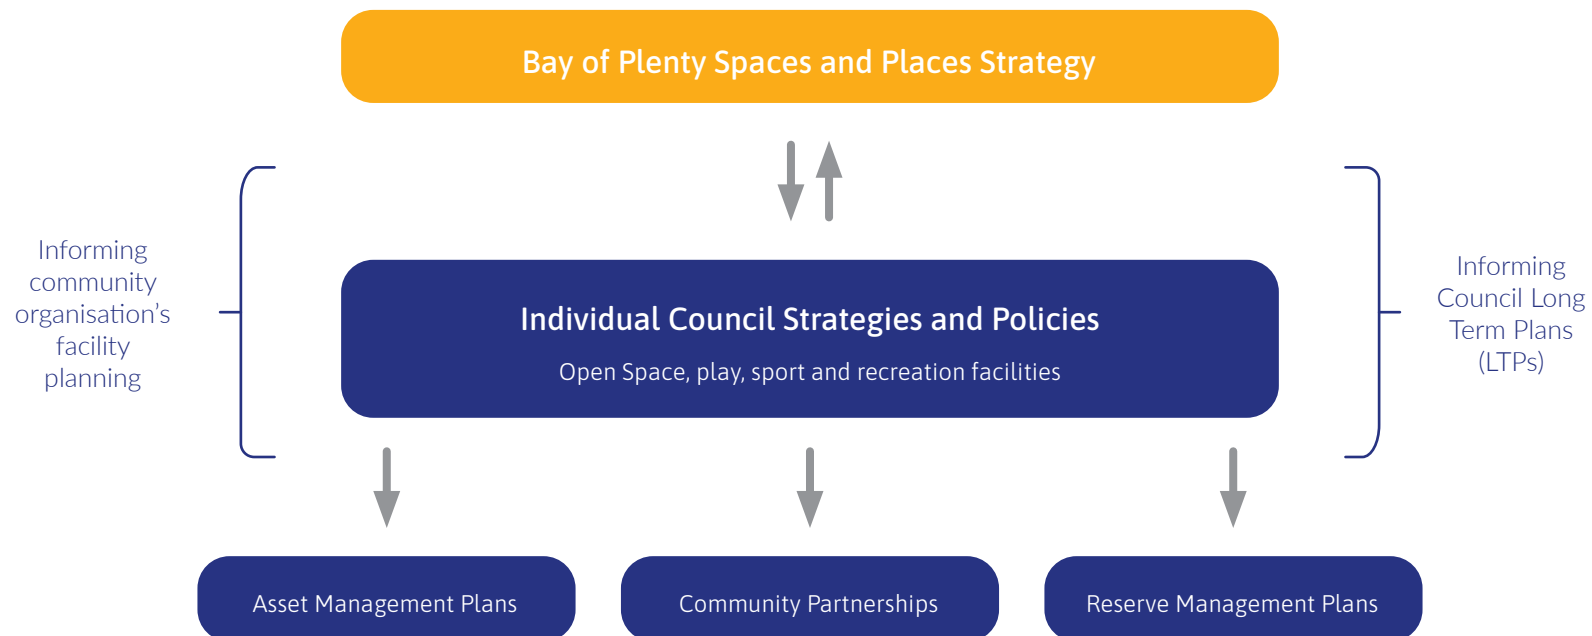 Bay of Plenty Spaces and Places Strategy
Informing
community
organisation's
facility
planning
Individual Council Strategies and Policies
Open Space, play, sport and recreation facilities
Informing
Council Long
Term Plans
(LTPs)
Asset Management Plans
Community Partnerships
Reserve Management Plans